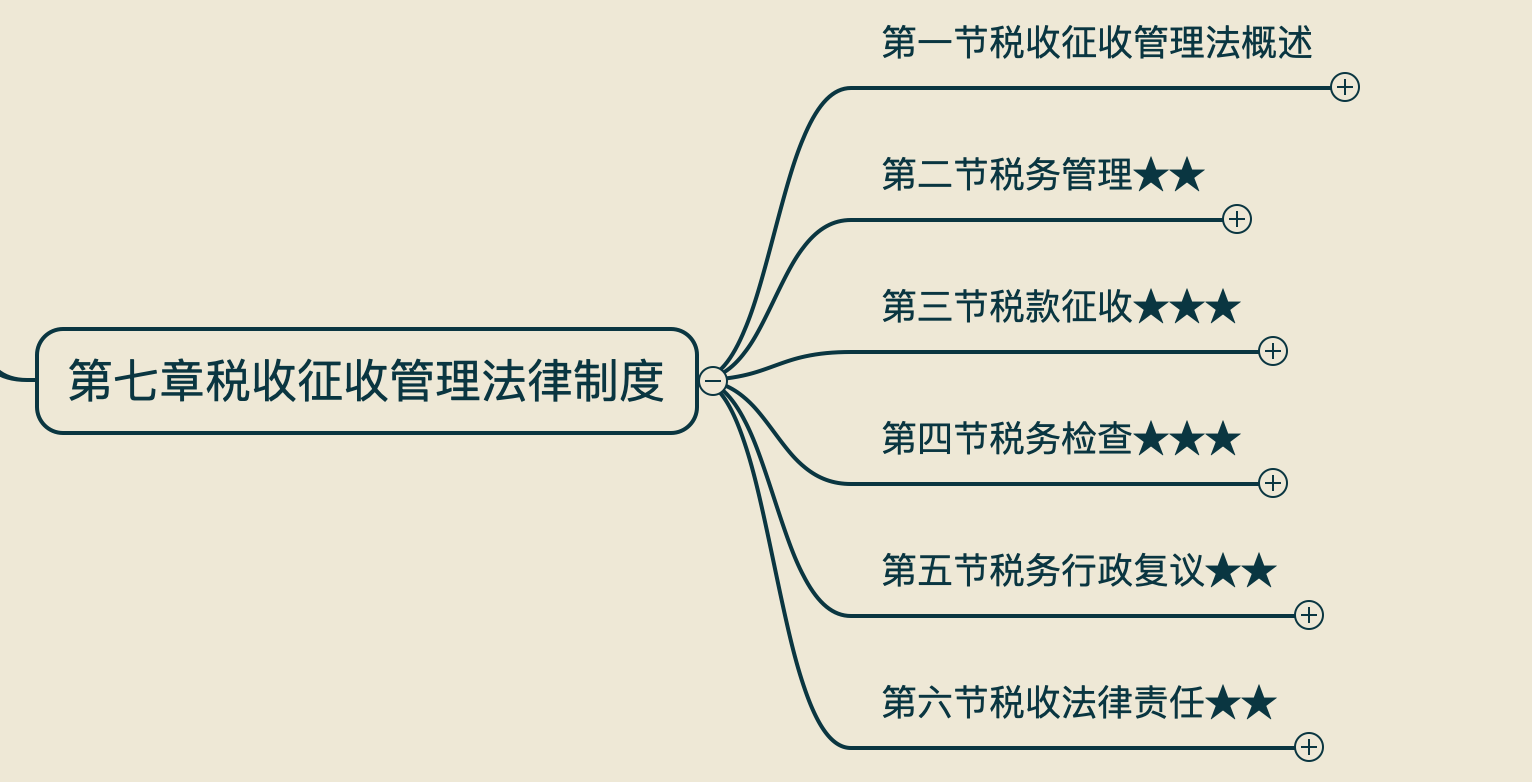 第一节税收征收管理法概述
第二节税务管理★★
第三节税款征收★★★
第七章税收征收管理法律制度
第四节税务检查★★★
第五节税务行政复议★★
第六节税收法律责任★★